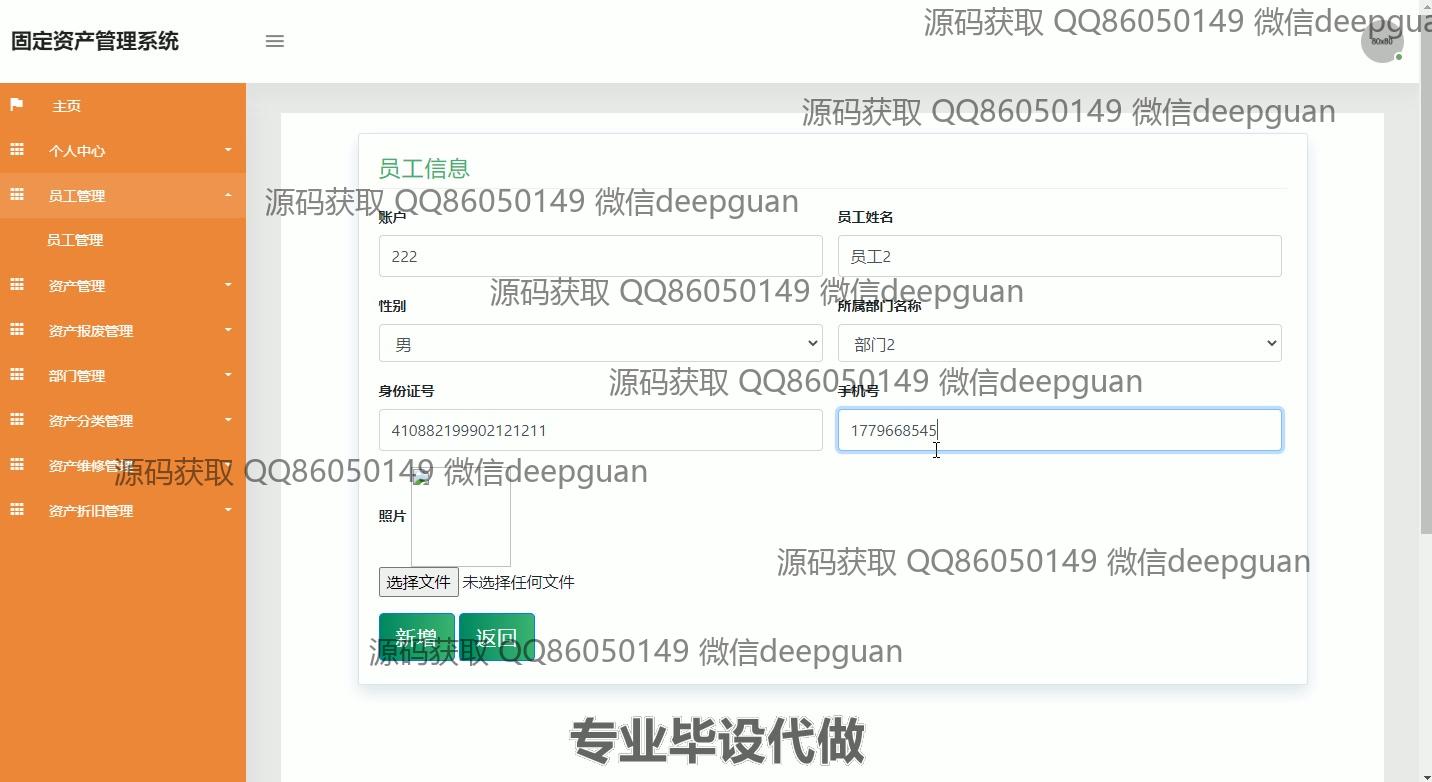 源码获取 QQ86050149 微信deepgua
固定资产管理系统
80x80
主页
源码获取 QQ86050149 微信deepguan
个人中心
员工信息
员工管理
源码获取 QQ86050149 微信deepguan
账户
员工姓名
员工管理
222
员工2
资产管理
源码获取 QQ86050149 微信deepguan
性别
所属部门名称
资产报废管理
男
部门2
部门管理
源码获取 QQ86050149 微信deepguan
身份证号
手机号
资产分类管理
410882199902121211
1779668545
资产维修管理
源码获取 QQ86050149 微信deepguan
资产折旧管理
照片
源码获取 QQ86050149 微信deepguan
选择文件 未选择任何文件
新增 返回
源码获取 QQ86050149 微信deepguan
专业毕设代做